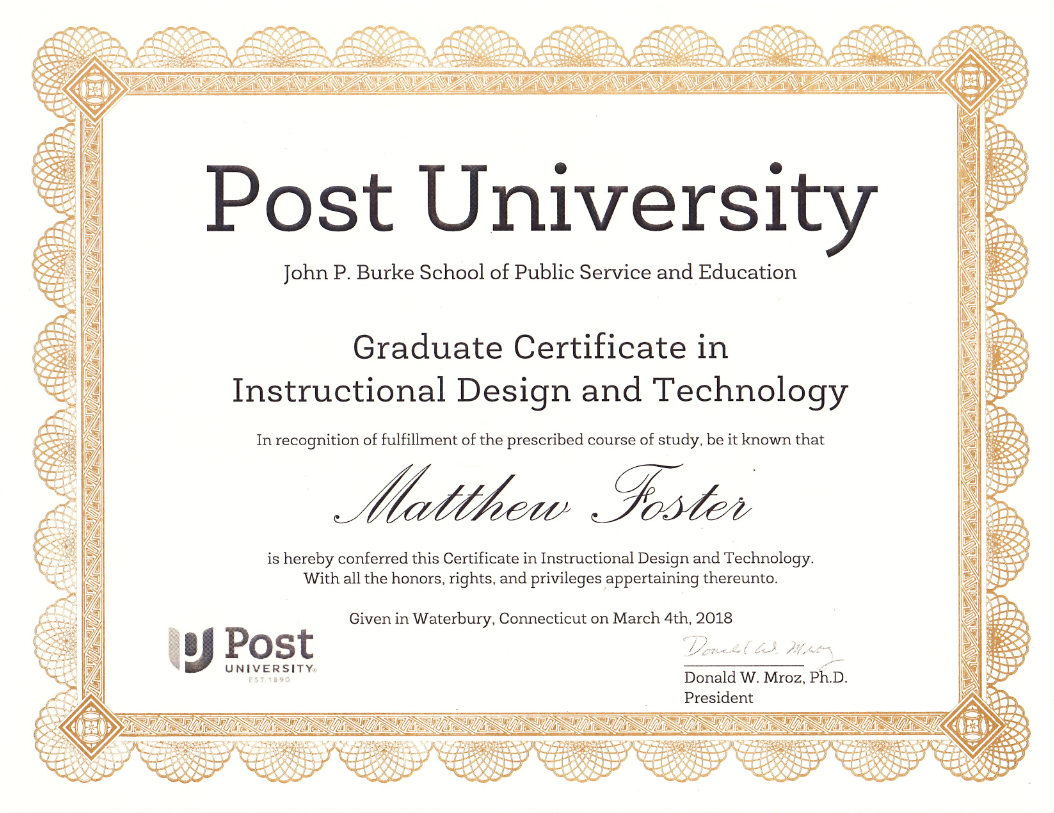 Post University
John P. Burke School of Public Service and Education
Graduate Certificate in
Instructional Design and Technology
In recognition of fulfillment of the prescribed course of study, be it known that
Matthew Foster
is hereby conferred this Certificate in Instructional Design and Technology.
With all the honors, rights, and privileges appertaining thereunto.
Given in Waterbury, Connecticut on March 4th, 2018
Post
UNIVERSITY®
EST.1890
Donald W. Mroz
Donald W. Mroz, Ph.D.
President